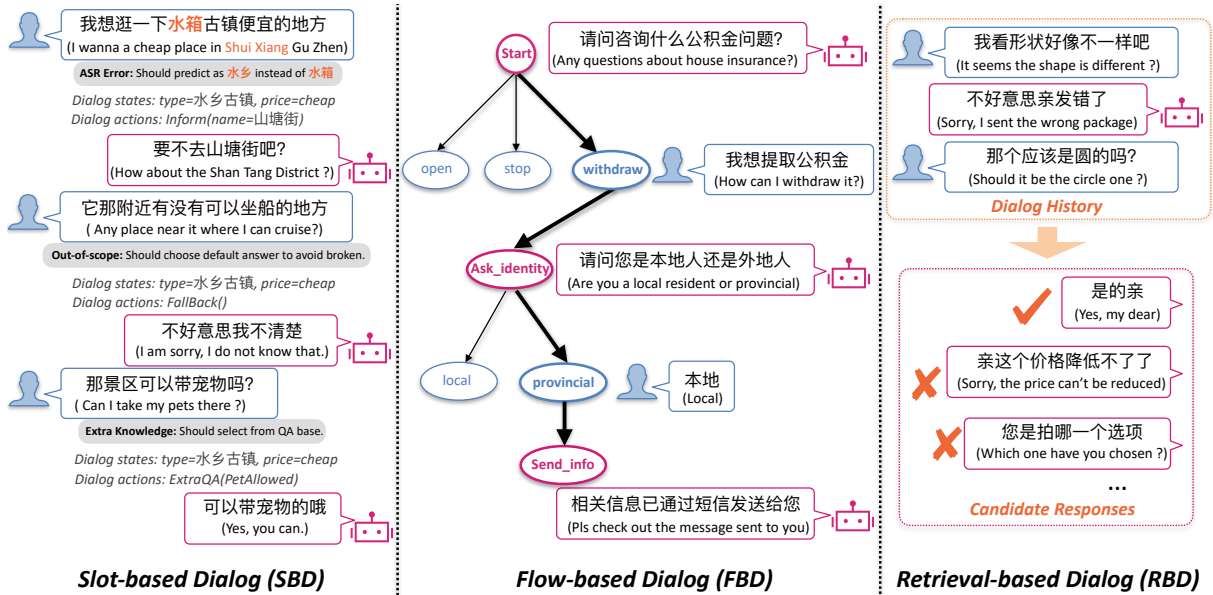 我想逛一下水箱古镇便宜的地方
(I wanna a cheap place in Shui Xiang Gu Zhen)
ASR Error: Should predict as 水乡 instead of 水箱
Dialog states: type=水乡古镇, price=cheap
Dialog actions: Inform(name=山塘街)
要不去山塘街吧?
(How about the Shan Tang District ?)
它那附近有没有可以坐船的地方
( Any place near it where I can cruise?)
Out-of-scope: Should choose default answer to avoid broken.
Dialog states: type=水乡古镇, price=cheap
Dialog actions: FallBack()
不好意思我不清楚
(I am sorry, I do not know that.)
那景区可以带宠物吗?
( Can I take my pets there ?)
Extra Knowledge: Should select from QA base.
Dialog states: type=水乡古镇, price=cheap
Dialog actions: ExtraQA(PetAllowed)
可以带宠物的哦
(Yes, you can.)
Slot-based Dialog (SBD)
Start
请问咨询什么公积金问题?
(Any questions about house insurance?)
open
stop
withdraw
我想提取公积金
(How can I withdraw it?)
Ask_identity
请问您是本地人还是外地人
(Are you a local resident or provincial)
local
provincial
本地
(Local)
Send_info
相关信息已通过短信发送给您
(Pls check out the message sent to you)
Flow-based Dialog (FBD)
我看形状好像不一样吧
(It seems the shape is different ?)
不好意思亲发错了
(Sorry, I sent the wrong package)
那个应该是圆的吗?
(Should it be the circle one ?)
Dialog History
是的亲
(Yes, my dear)
亲这个价格降低不了了
(Sorry, the price can't be reduced)
您是拍哪一个选项
(Which one have you chosen ?)
...
Candidate Responses
Retrieval-based Dialog (RBD)